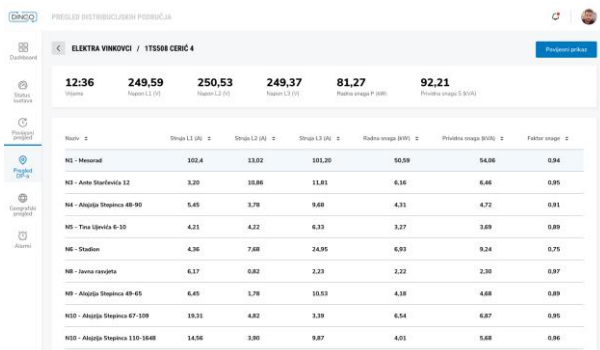 DINGO
PREGLED DISTRIBUCIJSKIH PODRUČJA
Dashboard
Status sustava
Povijesni pregled
Pregled DP-a
Geografski pregled
Alarmi
ELEKTRA VINKOVCI / 1TS508 CERIĆ 4
Povijesni prikaz
12:36 249,59 250,53 249,37 81,27 92,21
Vrijeme Napon L1 (V) Napon L2 (V) Napon L3 (V) Radna snaga P (kW) Prividna snaga S (kVA)
Naziv Struja L1 (A) Struja L2 (A) Struja L3 (A) Radna snaga (kW) Prividna snaga (kVA) Faktor snage
N1 - Mesorad 102,4 13,02 101,20 50,59 54,06 0,94
N3 - Ante Starčevića 12 3,20 10,86 11,81 6,16 6,46 0,95
N4 - Alojzija Stepinca 48-90 5,45 3,78 9,68 4,31 4,72 0,91
N5 - Tina Ujevića 6-10 4,21 4,22 6,33 3,27 3,69 0,89
N6 - Stadion 4,36 7,68 24,95 6,93 9,24 0,75
N8 - Javna rasvjeta 6,17 0,82 2,23 2,22 2,30 0,97
N9 - Alojzija Stepinca 49-65 6,45 1,78 10,53 4,18 4,68 0,89
N10 - Alojzija Stepinca 67-109 19,31 4,82 3,39 6,54 6,87 0,95
N10 - Alojzija Stepinca 110-164B 14,56 3,90 9,87 4,01 5,68 0,96